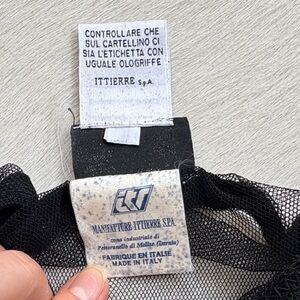 CONTROLLARE CHE
SUL CARTELLINO CI
SIA L'ETICHETTA CON
UGUALE OLOGRIFFE
ITTIERRE S.p.A.
ITT
MANIFATTURE ITTIERRE S.P.A.
zona industriale di
Pettoranello di Molise (Isernia)
FABRIQUE EN ITALIE
MADE IN ITALY